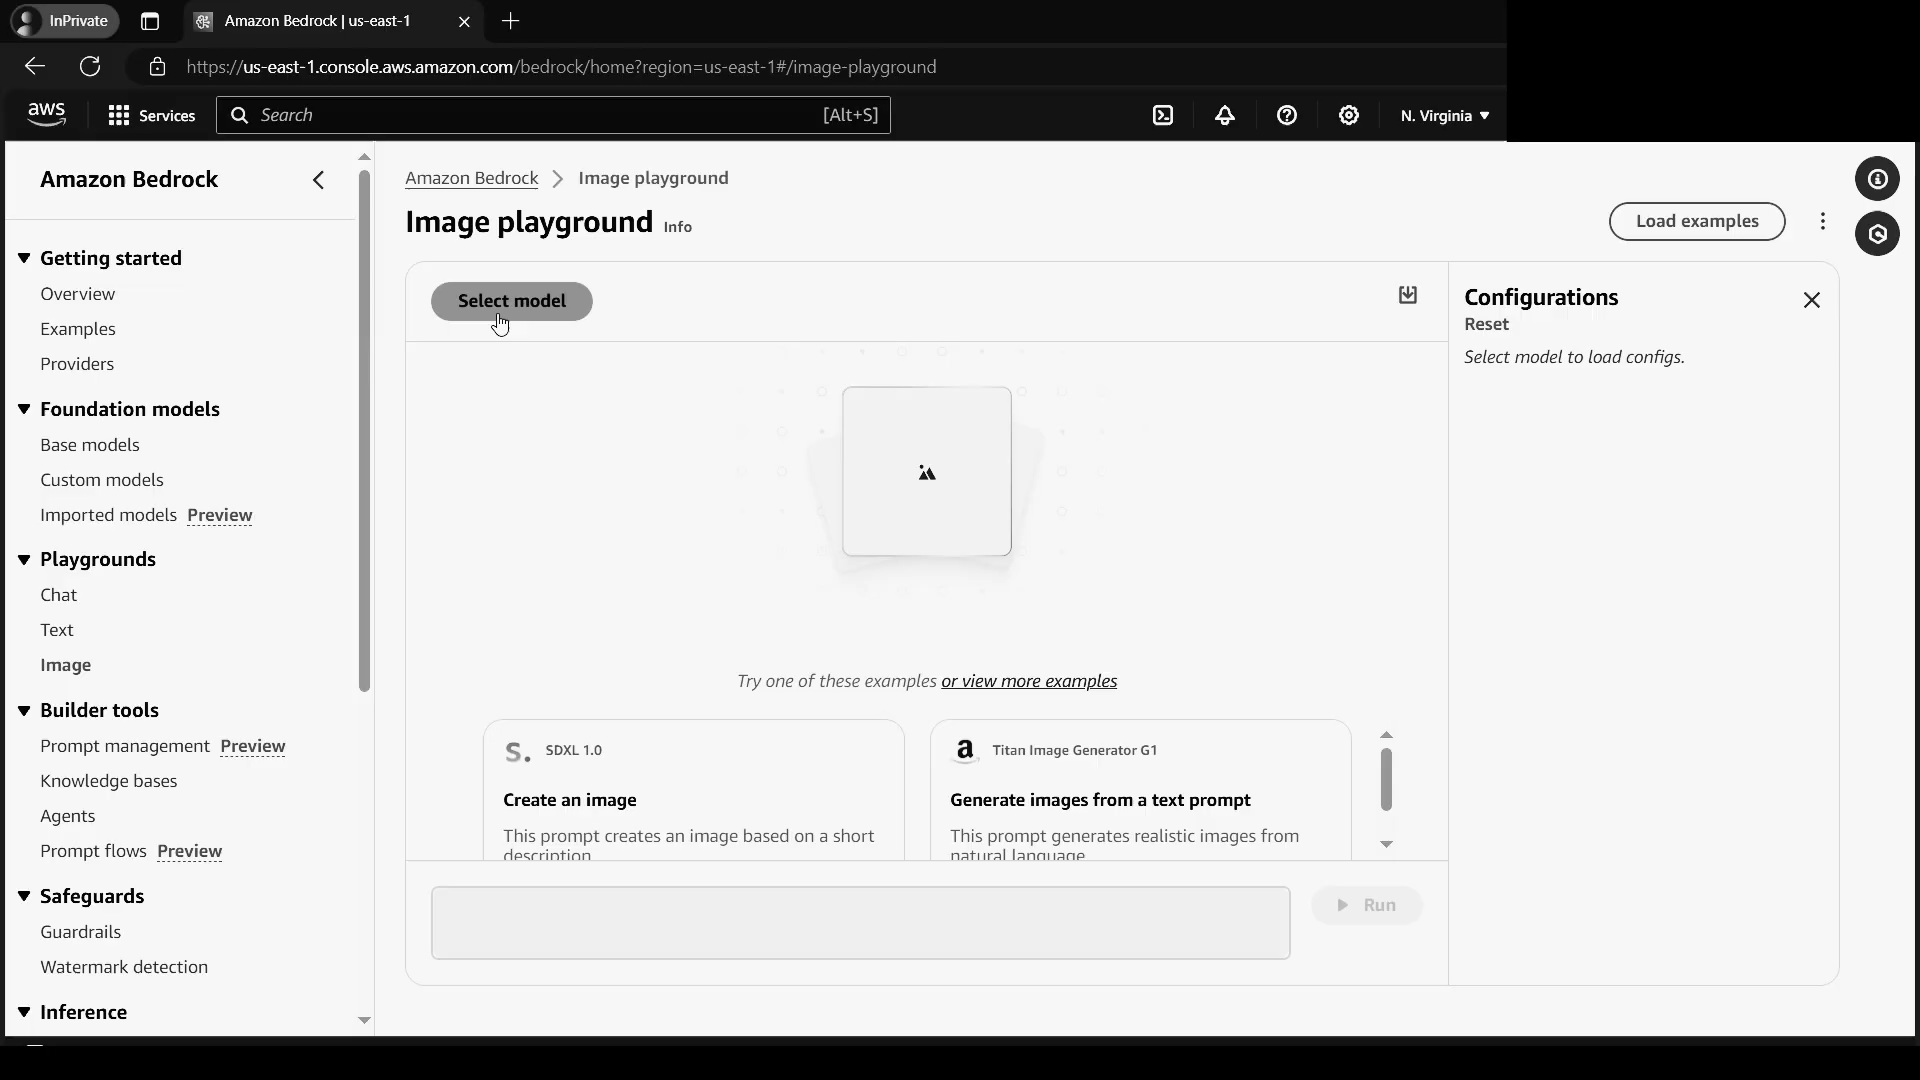 InPrivate
Amazon Bedrock | us-east-1
https://us-east-1.console.aws.amazon.com/bedrock/home?region=us-east-1#/image-playground
aws
Services
Search
[Alt+S]
N. Virginia
Amazon Bedrock
Getting started
Overview
Examples
Providers
Foundation models
Base models
Custom models
Imported models Preview
Playgrounds
Chat
Text
Image
Builder tools
Prompt management Preview
Knowledge bases
Agents
Prompt flows Preview
Safeguards
Guardrails
Watermark detection
Inference
Amazon Bedrock > Image playground
Image playground Info
Load examples
Select model
Try one of these examples or view more examples
S. SDXL 1.0
Create an image
This prompt creates an image based on a short
description
a Titan Image Generator G1
Generate images from a text prompt
This prompt generates realistic images from
natural language
Run
Configurations
Reset
Select model to load configs.